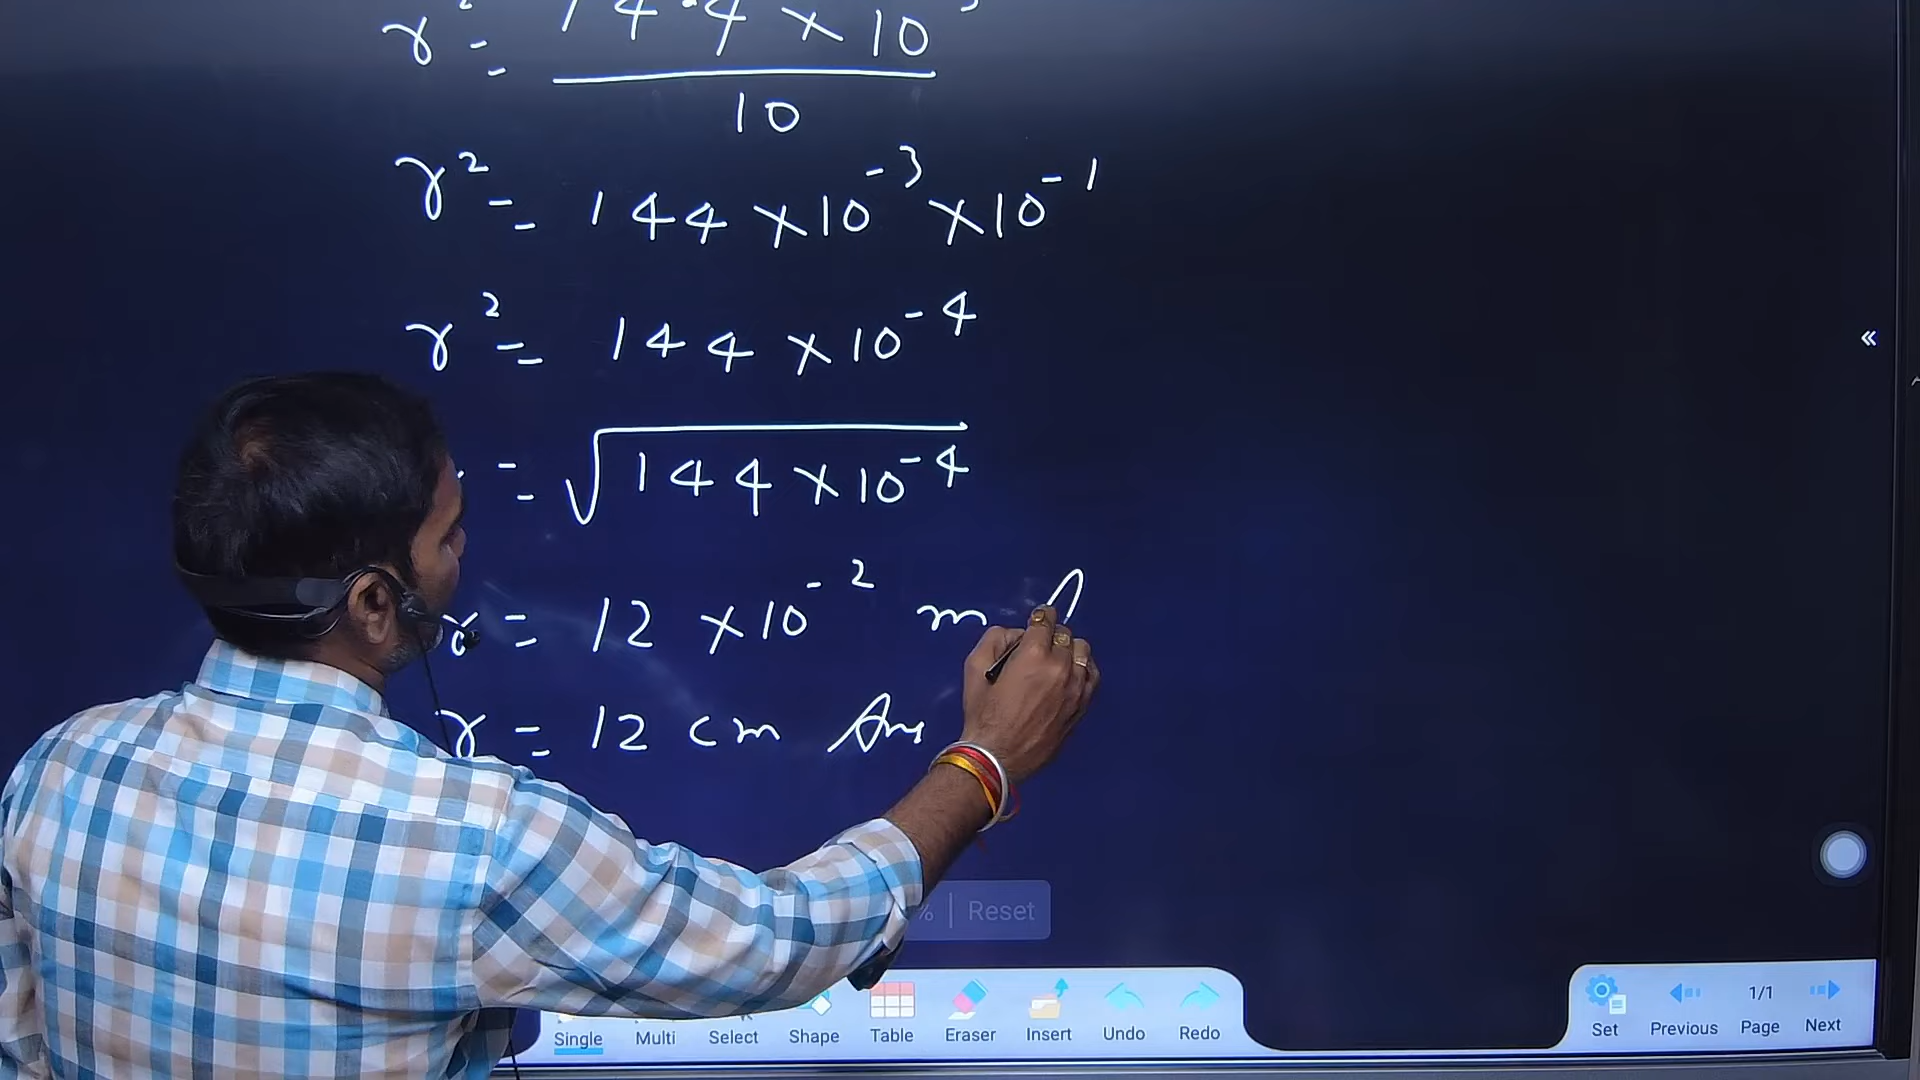 r² = 14.4 × 10
10
r² = 144 × 10⁻³ × 10⁻¹
r² = 144 × 10⁻⁴
= √144 × 10⁻⁴
r = 12 × 10⁻² m
r = 12 cm Ans
% | Reset
Single Multi Select Shape Table Eraser Insert Undo Redo
Set Previous 1/1 Page Next